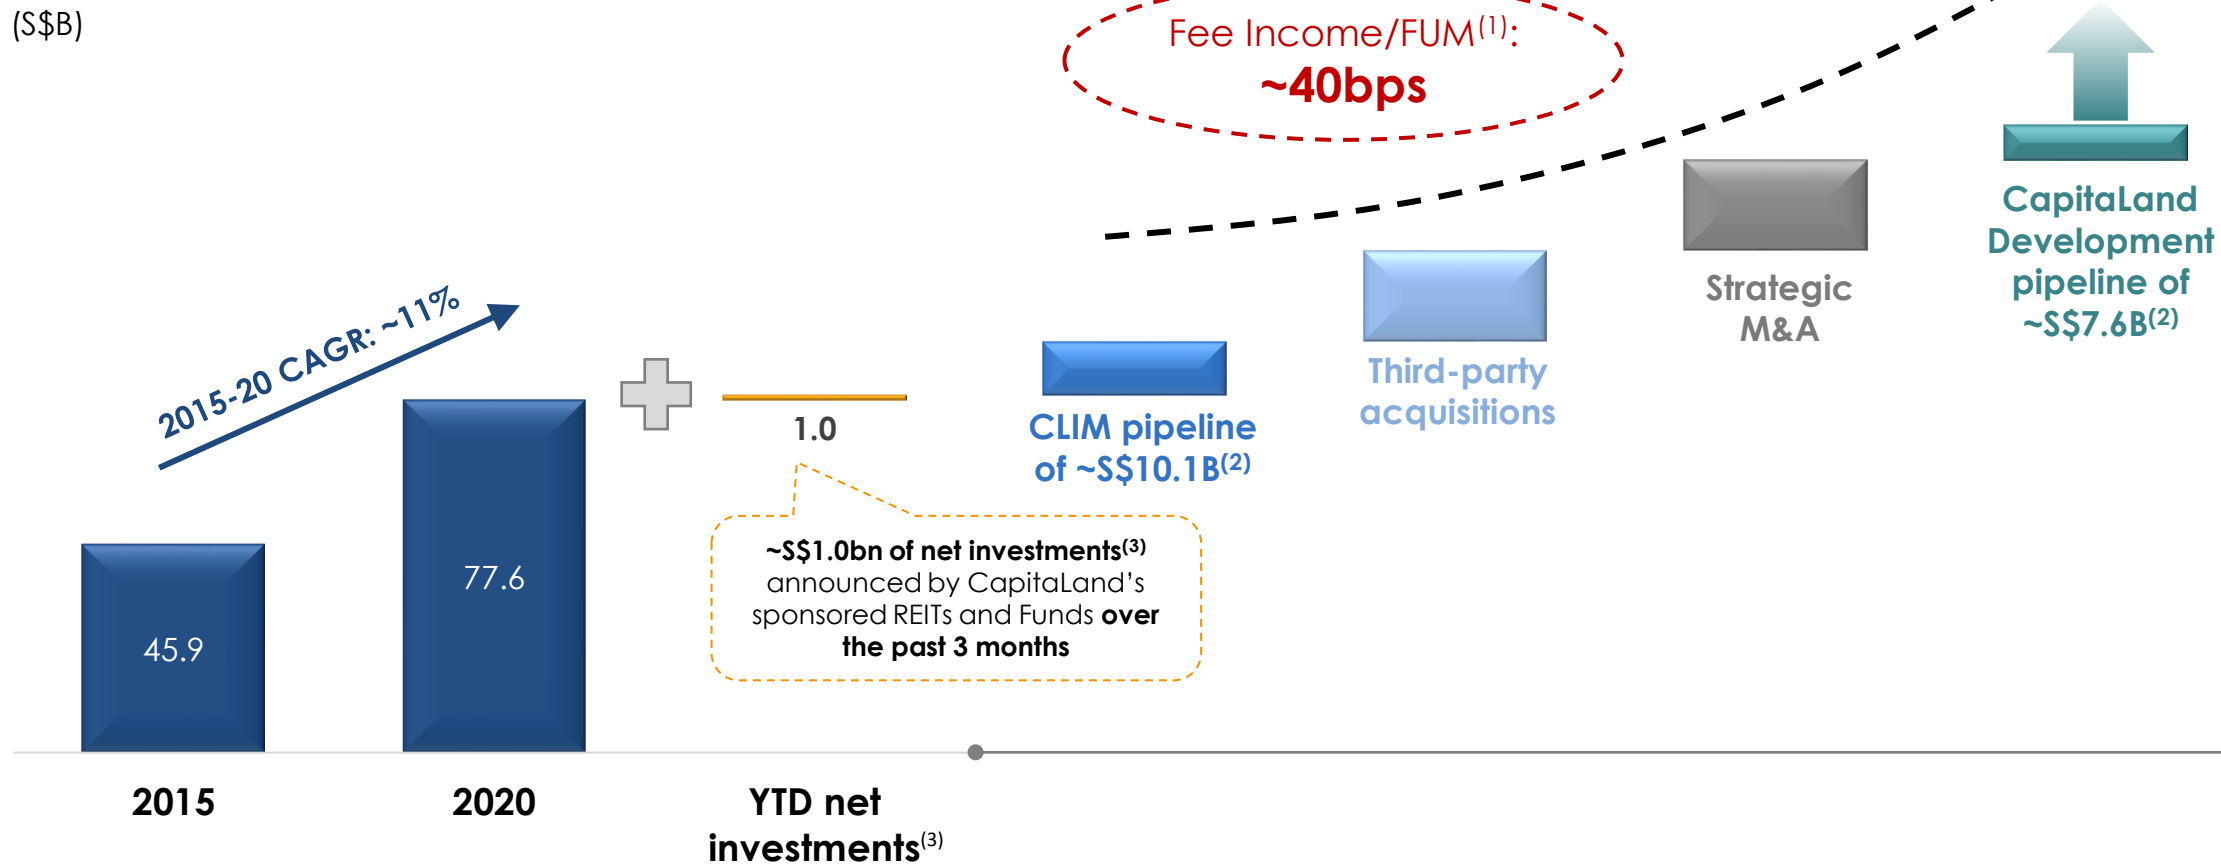 (S$B)
Fee Income/FUM(1):
~40bps
2015-20 CAGR: ~11%
45.9
77.6
1.0
~S$1.0bn of net investments(3)
announced by CapitaLand’s
sponsored REITs and Funds over
the past 3 months
CLIM pipeline
of ~S$10.1B(2)
Third-party
acquisitions
Strategic
M&A
CapitaLand
Development
pipeline of
~S$7.6B(2)
2015
2020
YTD net
investments(3)